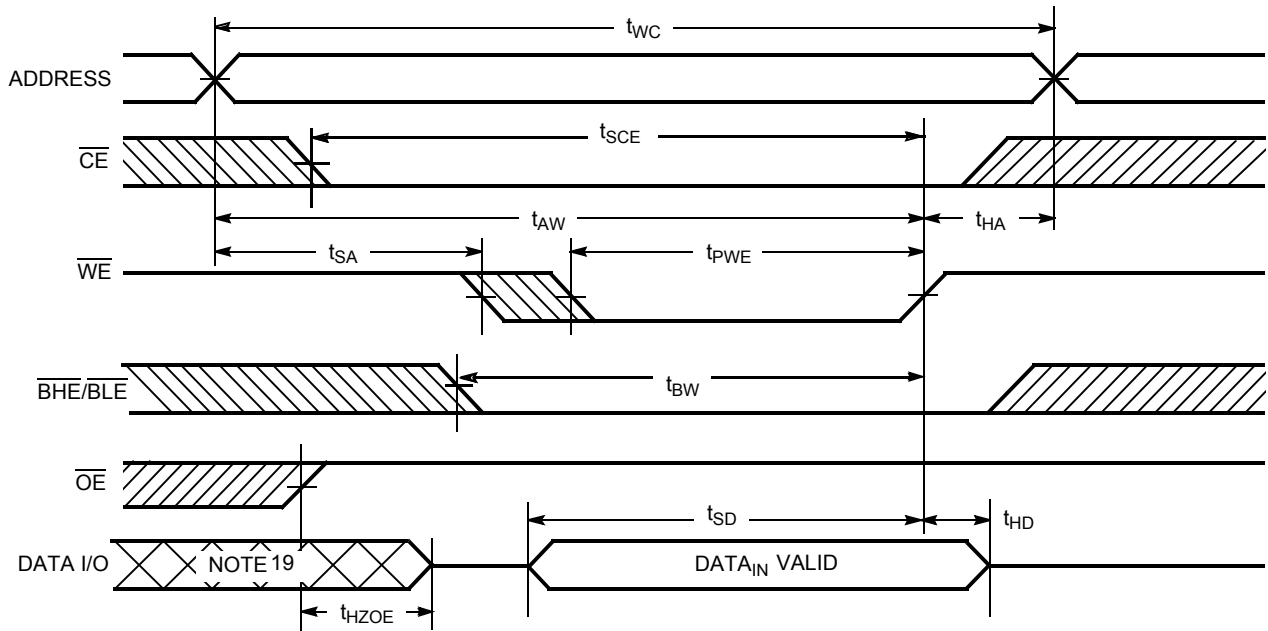 tWC
ADDRESS
tSCE
CE
tAW
tHA
tSA
tPWE
WE
tBW
BHE/BLE
OE
tSD
tHD
DATA I/O
NOTE 19
DATAIN VALID
tHZOE